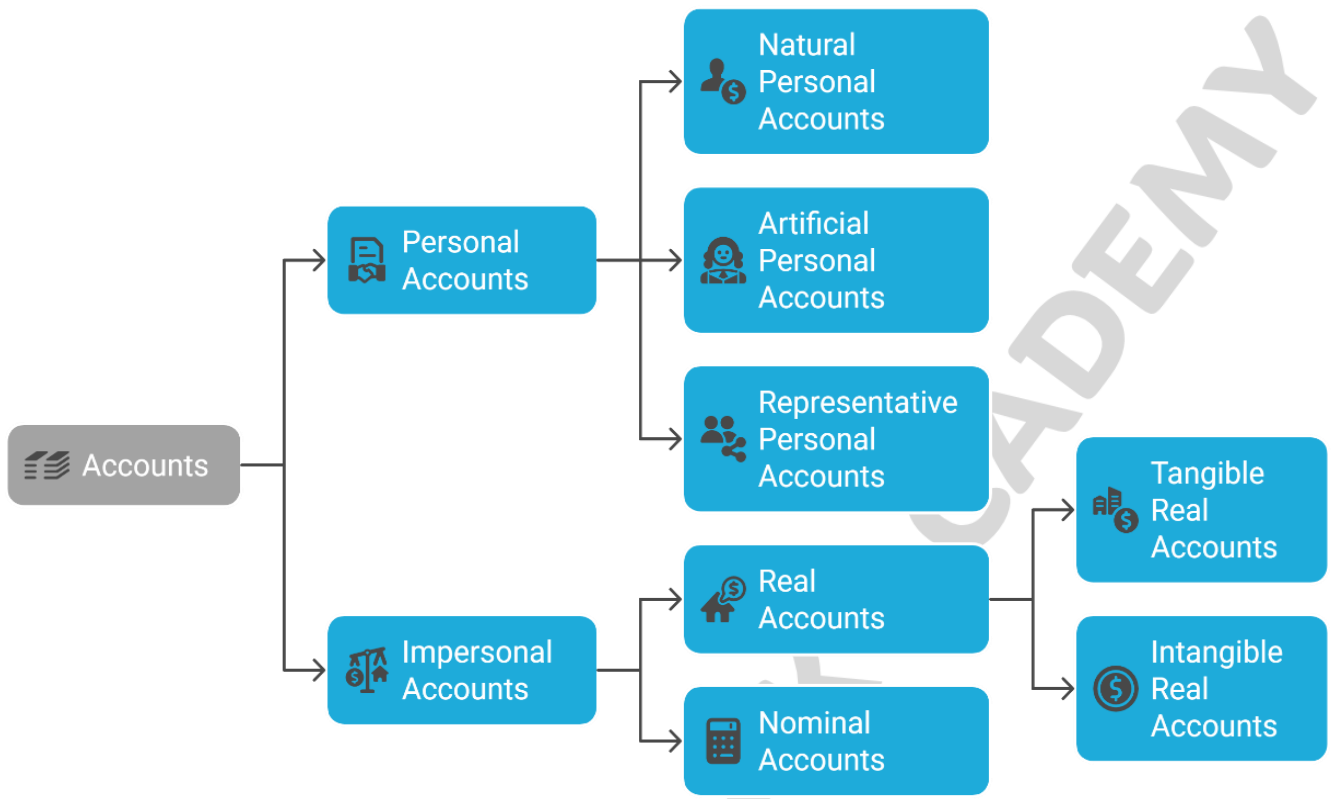 Natural
Personal
Accounts
Artificial
Personal
Accounts
Personal
Accounts
Representative
Personal
Accounts
Accounts
Tangible
Real
Accounts
Real
Accounts
Impersonal
Accounts
Intangible
Real
Accounts
Nominal
Accounts